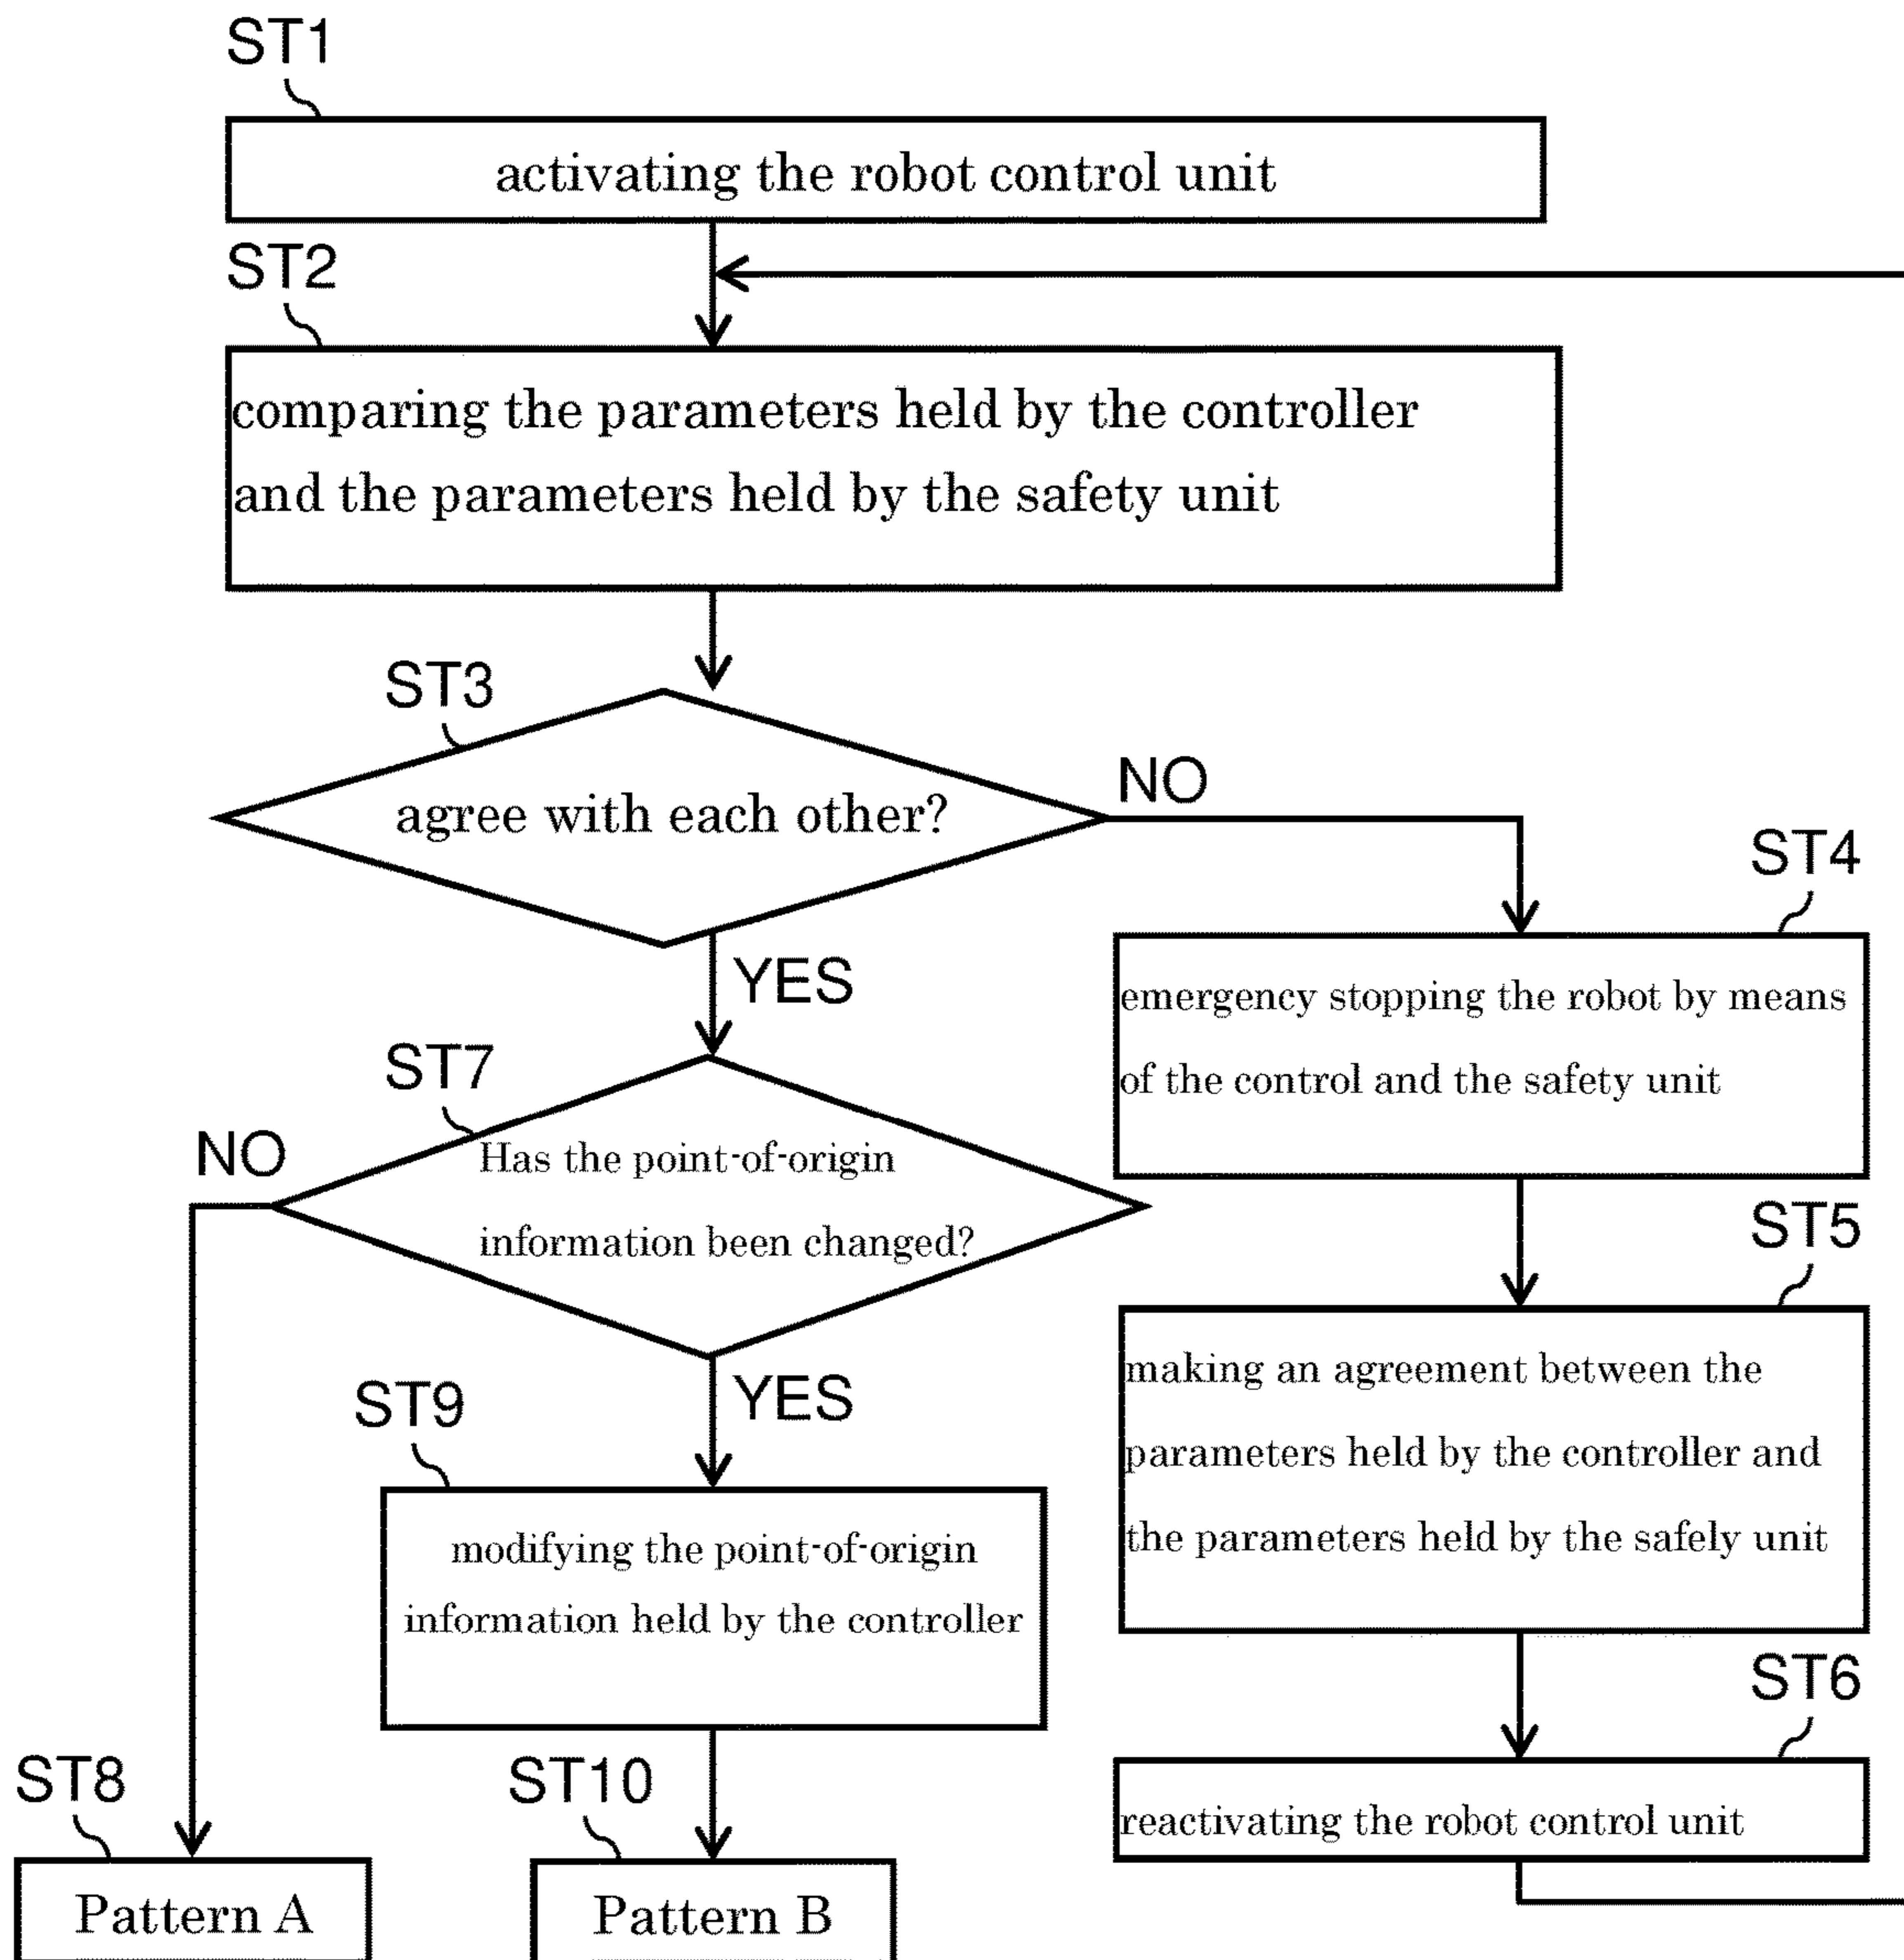 ST1
activating the robot control unit
ST2
comparing the parameters held by the controller
and the parameters held by the safety unit
ST3
agree with each other?
NO
YES
ST4
emergency stopping the robot by means
of the control and the safety unit
ST5
making an agreement between the
parameters held by the controller and
the parameters held by the safely unit
ST6
reactivating the robot control unit
ST7
Has the point-of-origin
information been changed?
NO
YES
ST8
Pattern A
ST9
modifying the point-of-origin
information held by the controller
ST10
Pattern B